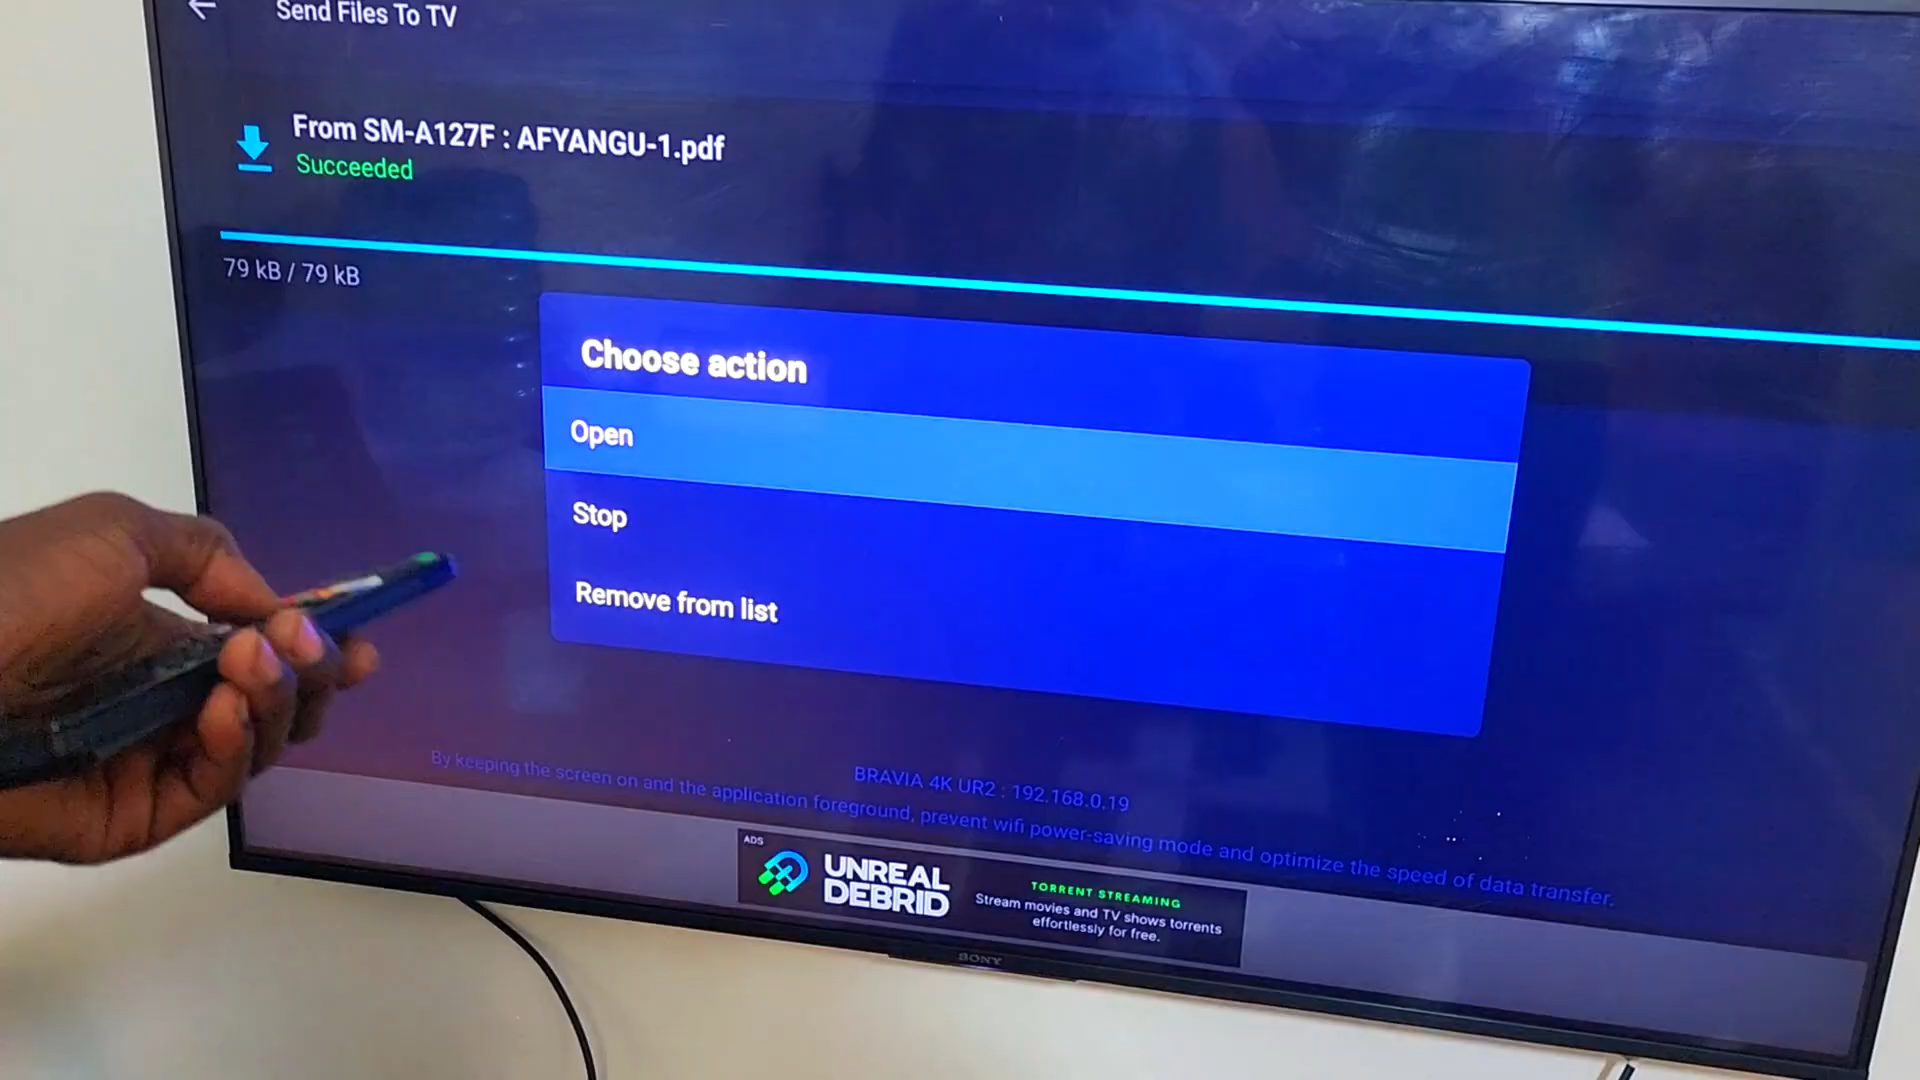 Send Files To TV
From SM-A127F : AFYANGU-1.pdf
Succeeded
79 kB / 79 kB
Choose action
Open
Stop
Remove from list
BRAVIA 4K UR2 : 192.168.0.19
By keeping the screen on and the application foreground, prevent wifi power-saving mode and optimize the speed of data transfer.
ADS
UNREAL
DEBRID
TORRENT STREAMING
Stream movies and TV shows torrents
effortlessly for free.
SONY